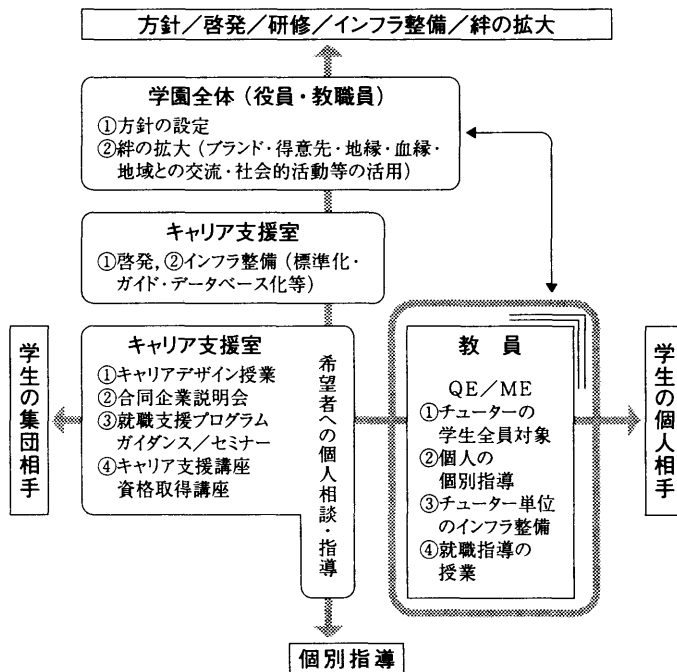 方針／啓発／研修／インフラ整備／絆の拡大
学園全体（役員・教職員）
①方針の設定
②絆の拡大（ブランド・得意先・地縁・血縁・
地域との交流・社会的活動等の活用）
キャリア支援室
①啓発，②インフラ整備（標準化・
ガイド・データベース化等）
学生の集団相手
キャリア支援室
①キャリアデザイン授業
②合同企業説明会
③就職支援プログラム
ガイダンス／セミナー
④キャリア支援講座
資格取得講座
希望者への個人相談・指導
教　員
QE／ME
①チューターの
学生全員対象
②個人の
個別指導
③チューター単位
のインフラ整備
④就職指導の
授業
学生の個人相手
個別指導